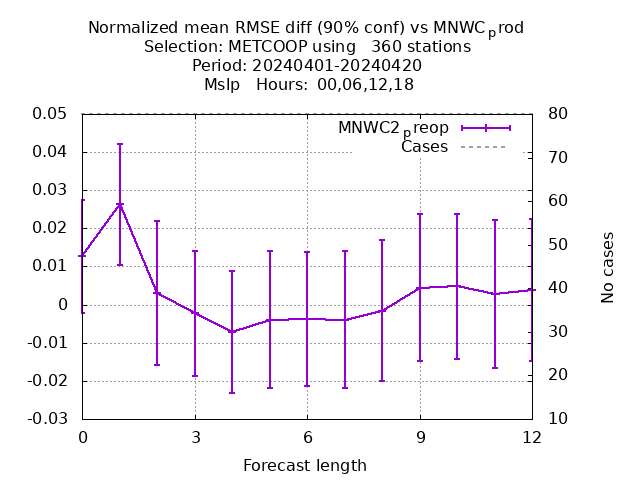 Normalized mean RMSE diff (90% conf) vs MNWCprod
Selection: METCOOP using   360 stations
Period: 20240401-20240420
Mslp   Hours:  00,06,12,18
MNWC2preop
Cases
0.05
0.04
0.03
0.02
0.01
0
-0.01
-0.02
-0.03
80
70
60
50
40
30
20
10
No cases
0 3 6 9 12
Forecast length